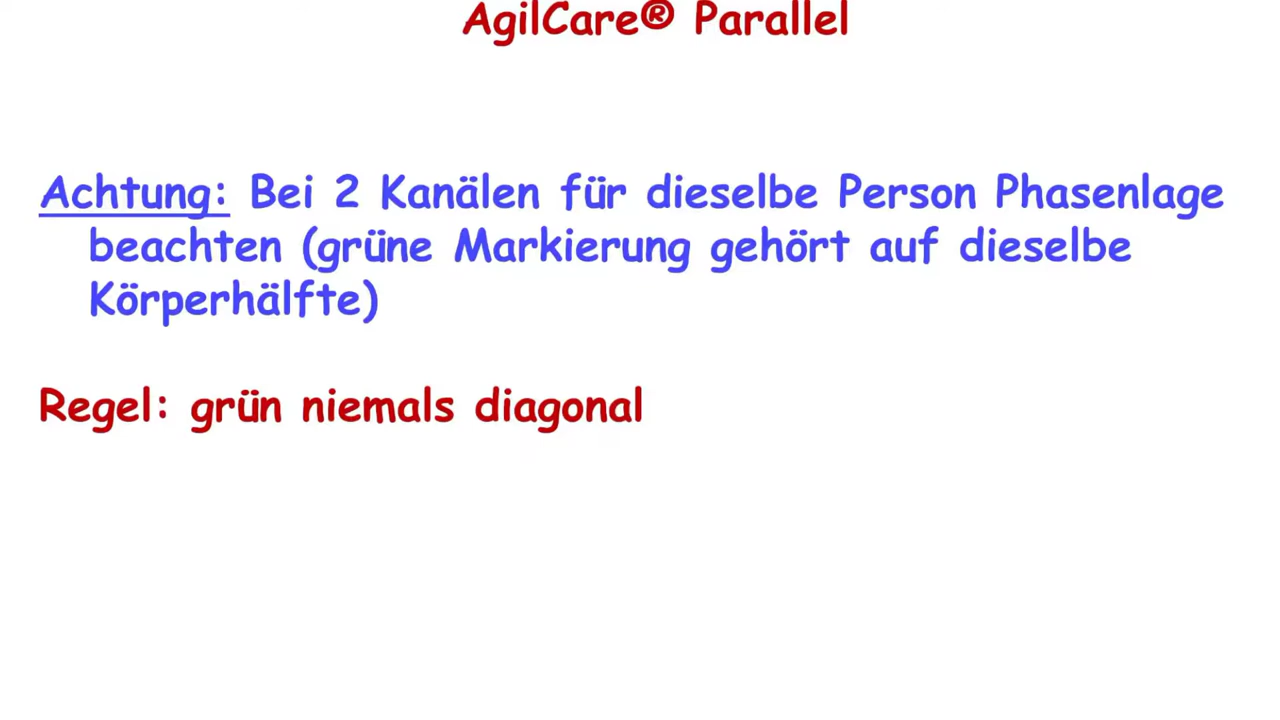 AgilCare® Parallel
Achtung: Bei 2 Kanälen für dieselbe Person Phasenlage
beachten (grüne Markierung gehört auf dieselbe
Körperhälfte)
Regel: grün niemals diagonal